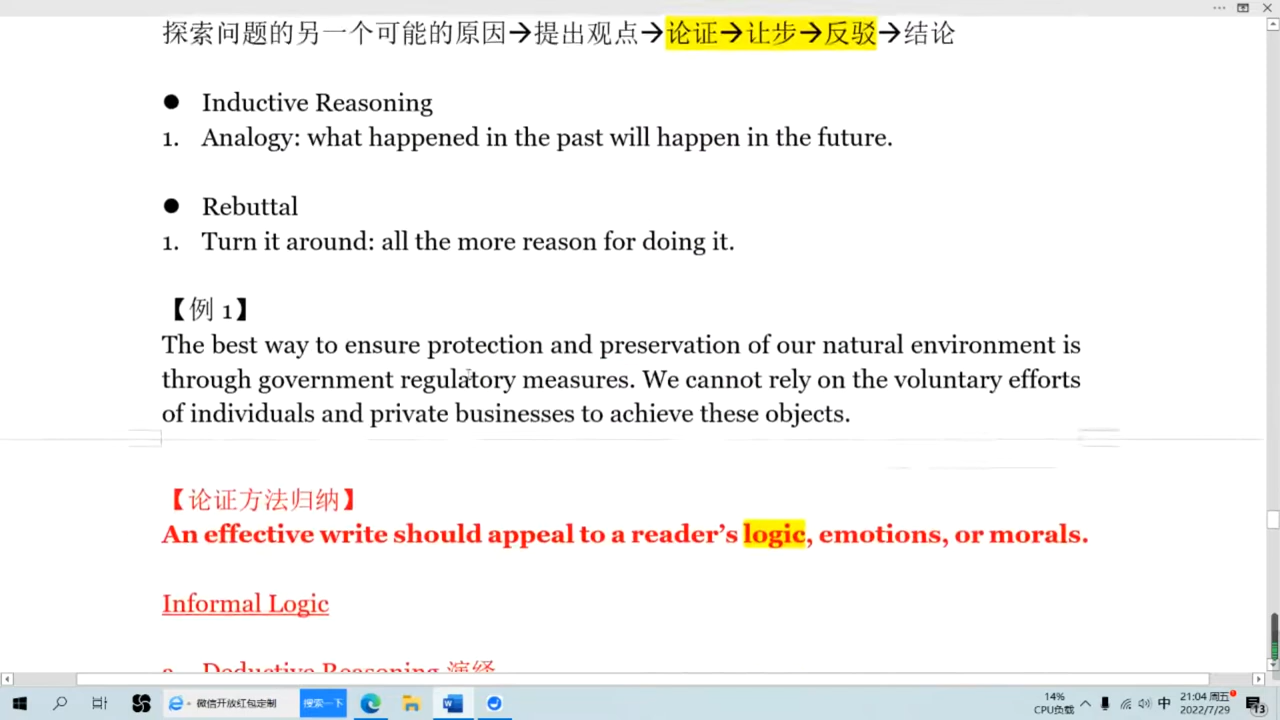 探索问题的另一个可能的原因→提出观点→论证→让步→反驳→结论
● Inductive Reasoning
1. Analogy: what happened in the past will happen in the future.
● Rebuttal
1. Turn it around: all the more reason for doing it.
【例 1】
The best way to ensure protection and preservation of our natural environment is
through government regulatory measures. We cannot rely on the voluntary efforts
of individuals and private businesses to achieve these objects.
【论证方法归纳】
An effective write should appeal to a reader's logic, emotions, or morals.
Informal Logic
a. Deductive Reasoning 演绎
微信开放红包定制 搜索一下
14%
CPU负载
中
21:04 周五
2022/7/29
13